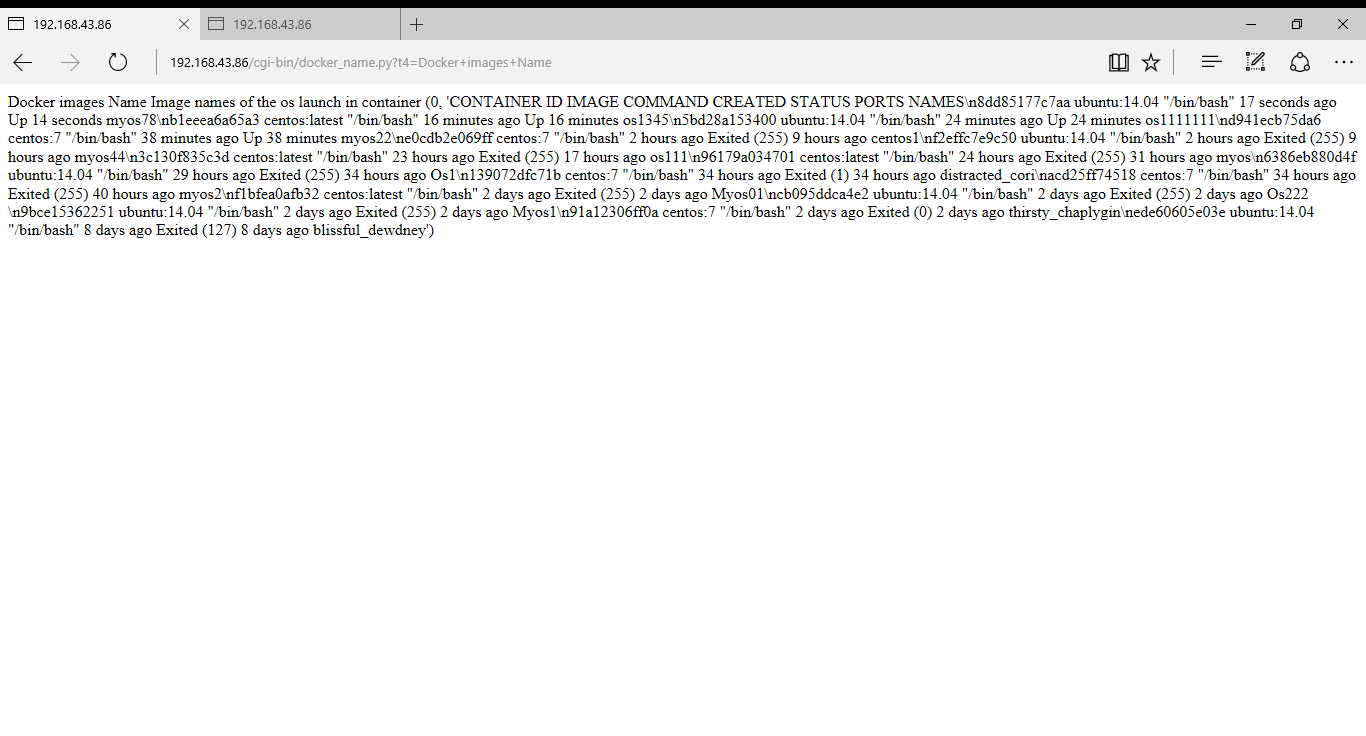 192.168.43.86
192.168.43.86
192.168.43.86/cgi-bin/docker_name.py?t4=Docker+images+Name
Docker images Name Image names of the os launch in container (0, 'CONTAINER ID IMAGE COMMAND CREATED STATUS PORTS NAMES\n8dd85177c7aa ubuntu:14.04 "/bin/bash" 17 seconds ago
Up 14 seconds myos78\nb1eeea6a65a3 centos:latest "/bin/bash" 16 minutes ago Up 16 minutes os1345\n5bd28a153400 ubuntu:14.04 "/bin/bash" 24 minutes ago Up 24 minutes os1111111\nd941ecb75da6
centos:7 "/bin/bash" 38 minutes ago Up 38 minutes myos22\ne0cdb2e069ff centos:7 "/bin/bash" 2 hours ago Exited (255) 9 hours ago centos1\nf2effc7e9c50 ubuntu:14.04 "/bin/bash" 2 hours ago Exited (255) 9
hours ago myos44\n3c130f835c3d centos:latest "/bin/bash" 23 hours ago Exited (255) 17 hours ago os111\n96179a034701 centos:latest "/bin/bash" 24 hours ago Exited (255) 31 hours ago myos\n6386eb880d4f
ubuntu:14.04 "/bin/bash" 29 hours ago Exited (255) 34 hours ago Os1\n139072dfc71b centos:7 "/bin/bash" 34 hours ago Exited (1) 34 hours ago distracted_cori\nacd25ff74518 centos:7 "/bin/bash" 34 hours ago
Exited (255) 40 hours ago myos2\nf1bfea0afb32 centos:latest "/bin/bash" 2 days ago Exited (255) 2 days ago Myos01\ncb095ddca4e2 ubuntu:14.04 "/bin/bash" 2 days ago Exited (255) 2 days ago Os222
\n9bce15362251 ubuntu:14.04 "/bin/bash" 2 days ago Exited (255) 2 days ago Myos1\n91a12306ff0a centos:7 "/bin/bash" 2 days ago Exited (0) 2 days ago thirsty_chaplygin\nede60605e03e ubuntu:14.04
"/bin/bash" 8 days ago Exited (127) 8 days ago blissful_dewdney')